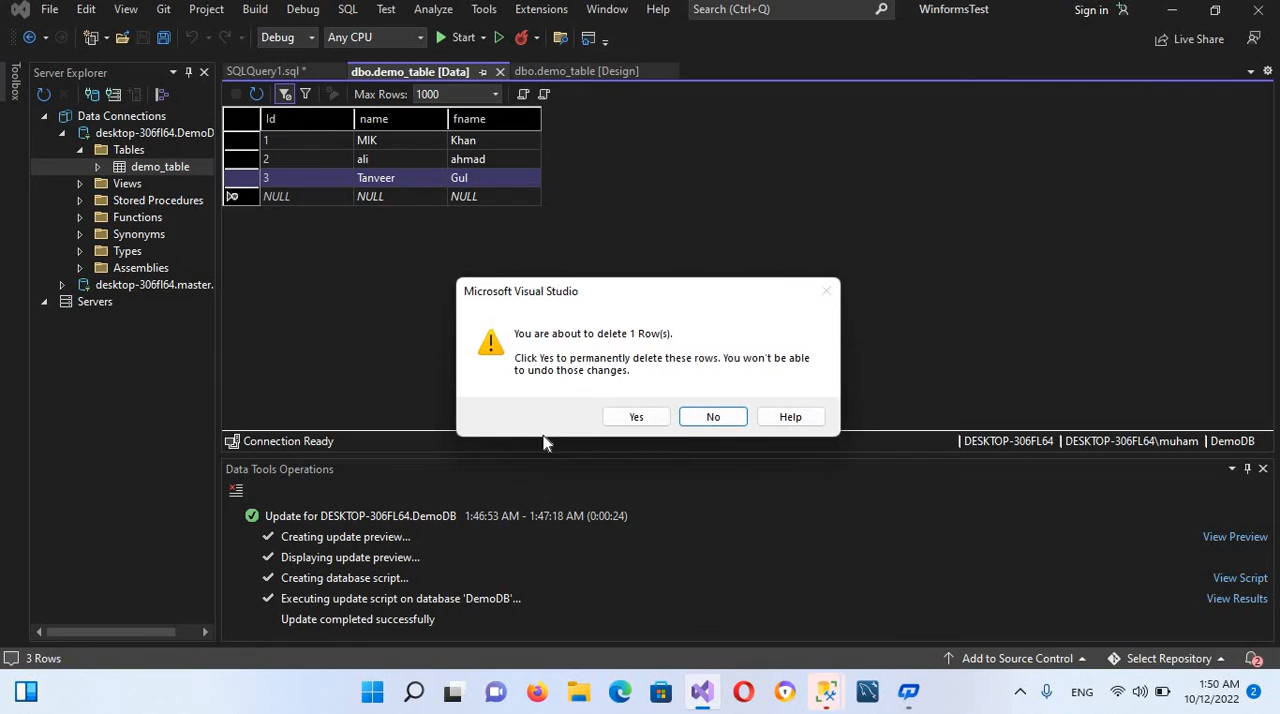 File Edit View Git Project Build Debug SQL Test Analyze Tools Extensions Window Help Search (Ctrl+Q) WinformsTest Sign in
Debug Any CPU Start Live Share
Toolbox
Server Explorer
SQLQuery1.sql * dbo.demo_table [Data] dbo.demo_table [Design]
Max Rows: 1000
Data Connections
desktop-306fl64.DemoD
Tables
demo_table
Views
Stored Procedures
Functions
Synonyms
Types
Assemblies
desktop-306fl64.master.
Servers
Id name fname
1 MIK Khan
2 ali ahmad
3 Tanveer Gul
NULL NULL NULL
Microsoft Visual Studio
You are about to delete 1 Row(s).
Click Yes to permanently delete these rows. You won't be able
to undo those changes.
Yes No Help
Connection Ready DESKTOP-306FL64 DESKTOP-306FL64\muham DemoDB
Data Tools Operations
Update for DESKTOP-306FL64.DemoDB 1:46:53 AM - 1:47:18 AM (0:00:24)
Creating update preview... View Preview
Displaying update preview...
Creating database script... View Script
Executing update script on database 'DemoDB'... View Results
Update completed successfully
3 Rows Add to Source Control Select Repository 2
ENG 1:50 AM 2
10/12/2022